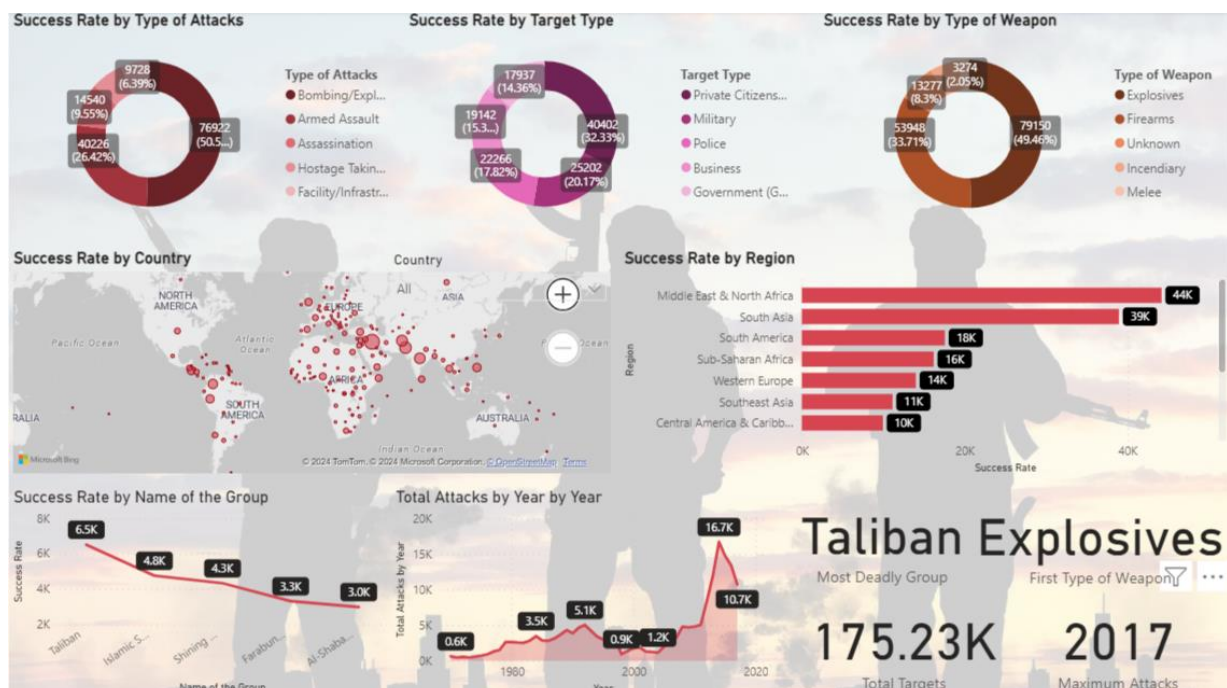 Success Rate by Type of Attacks
9728
(6.39%)
14540
(9.55%)
40226
(26.42%)
76922
(50.5...)
Type of Attacks
Bombing/Expl...
Armed Assault
Assassination
Hostage Takin...
Facility/Infrastr...
Success Rate by Target Type
17937
(14.36%)
19142
(15.3...)
22266
(17.82%)
40402
(32.33%)
25202
(20.17%)
Target Type
Private Citizens...
Military
Police
Business
Government (G...
Success Rate by Type of Weapon
3274
(2.05%)
13277
(8.3%)
53948
(33.71%)
79150
(49.46%)
Type of Weapon
Explosives
Firearms
Unknown
Incendiary
Melee
Success Rate by Country
Country
All
NORTH
AMERICA
EUROPE
ASIA
Pacific Ocean
Atlantic
Ocean
Ocean
AFRICA
SOUTH
AMERICA
RALIA
AUSTRALIA
Indian Ocean
Microsoft Bing
© 2024 TomTom, © 2024 Microsoft Corporation, © OpenStreetMap Terms
Success Rate by Region
Region
Middle East & North Africa
44K
South Asia
39K
South America
18K
Sub-Saharan Africa
16K
Western Europe
14K
Southeast Asia
11K
Central America & Caribb...
10K
0K
20K
40K
Success Rate
Success Rate by Name of the Group
Success Rate
8K
6K
4K
2K
6.5K
4.8K
4.3K
3.3K
3.0K
Taliban
Islamic S...
Shining ...
Farabun...
Al-Shaba...
Name of the Group
Total Attacks by Year by Year
Total Attacks by Year
20K
15K
10K
5K
0K
0.6K
3.5K
5.1K
0.9K
1.2K
16.7K
10.7K
1980
2000
2020
Year
Taliban
Most Deadly Group
Explosives
First Type of Weapon
175.23K
Total Targets
2017
Maximum Attacks